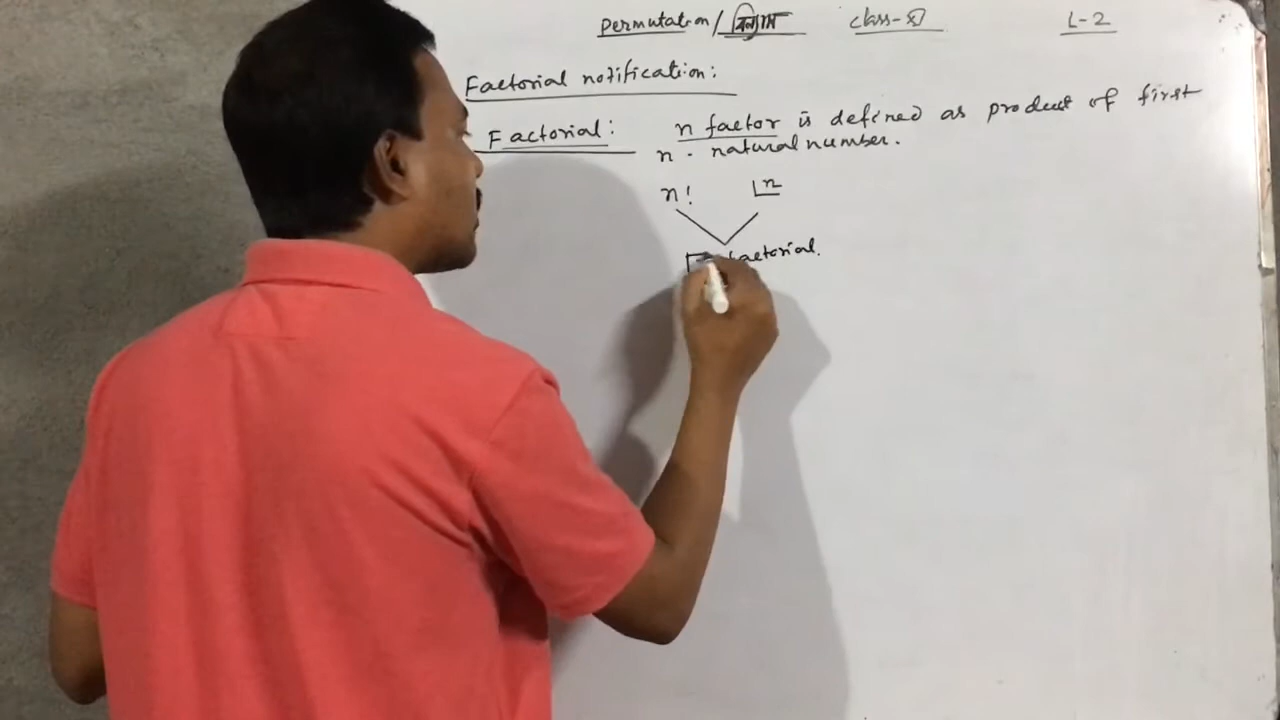 Permutation / বিন্যাস class-XI L-2
Factorial notification:
Factorial: n factor is defined as product of first
n - natural number.
n! |n
factorial.